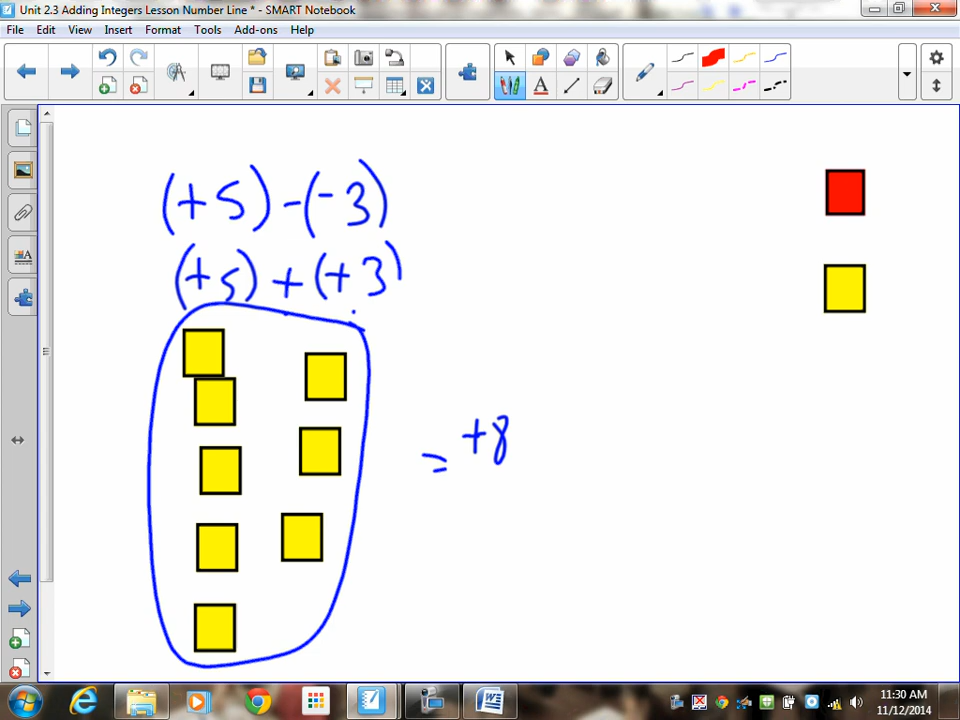 Unit 2.3 Adding Integers Lesson Number Line * - SMART Notebook
File Edit View Insert Format Tools Add-ons Help
(+5)-(-3)
(+5)+(+3)
= +8
11:30 AM
11/12/2014